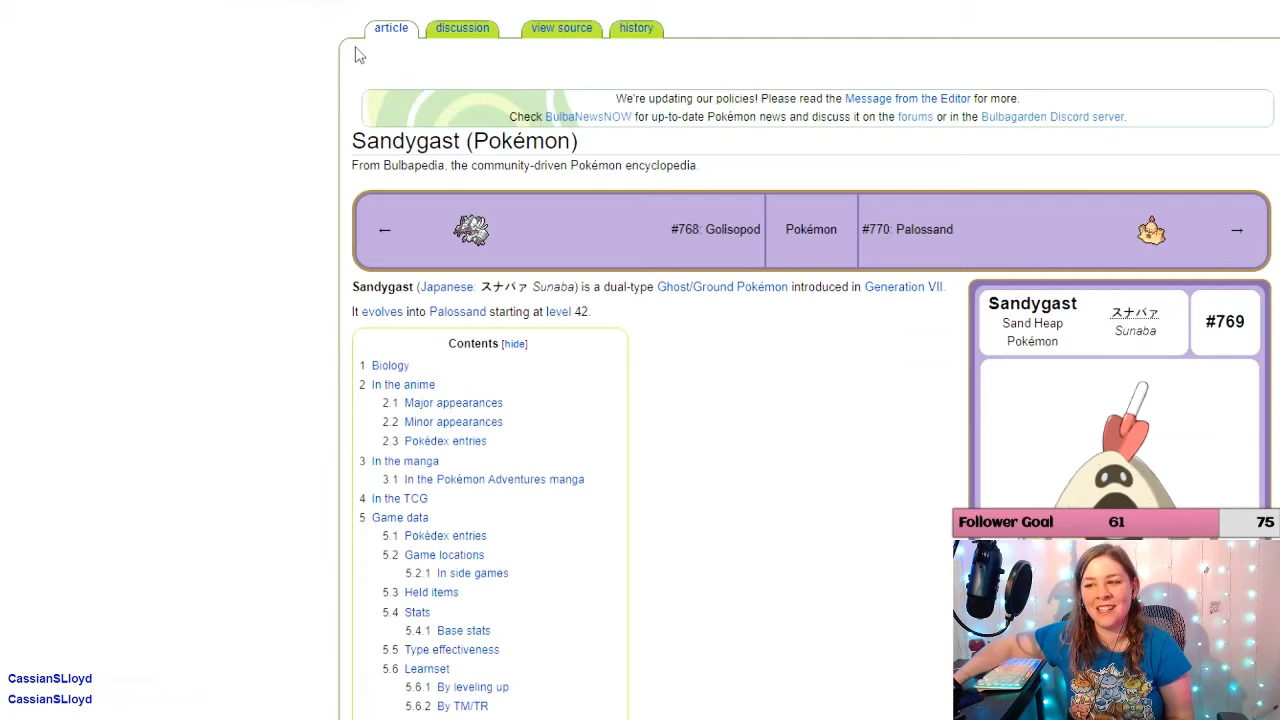 article
discussion
view source
history
We're updating our policies! Please read the Message from the Editor for more.
Check BulbaNewsNOW for up-to-date Pokémon news and discuss it on the forums or in the Bulbagarden Discord server.
Sandygast (Pokémon)
From Bulbapedia, the community-driven Pokémon encyclopedia.
← #768: Golisopod
Pokémon
#770: Palossand →
Sandygast (Japanese: スナバァ Sunaba) is a dual-type Ghost/Ground Pokémon introduced in Generation VII.
It evolves into Palossand starting at level 42.
Sandygast
Sand Heap
Pokémon
スナバァ
Sunaba
#769
Contents [hide]
1 Biology
2 In the anime
2.1 Major appearances
2.2 Minor appearances
2.3 Pokédex entries
3 In the manga
3.1 In the Pokémon Adventures manga
4 In the TCG
5 Game data
5.1 Pokédex entries
5.2 Game locations
5.2.1 In side games
5.3 Held items
5.4 Stats
5.4.1 Base stats
5.5 Type effectiveness
5.6 Learnset
5.6.1 By leveling up
5.6.2 By TM/TR
Follower Goal 61 75
CassianSLloyd
CassianSLloyd